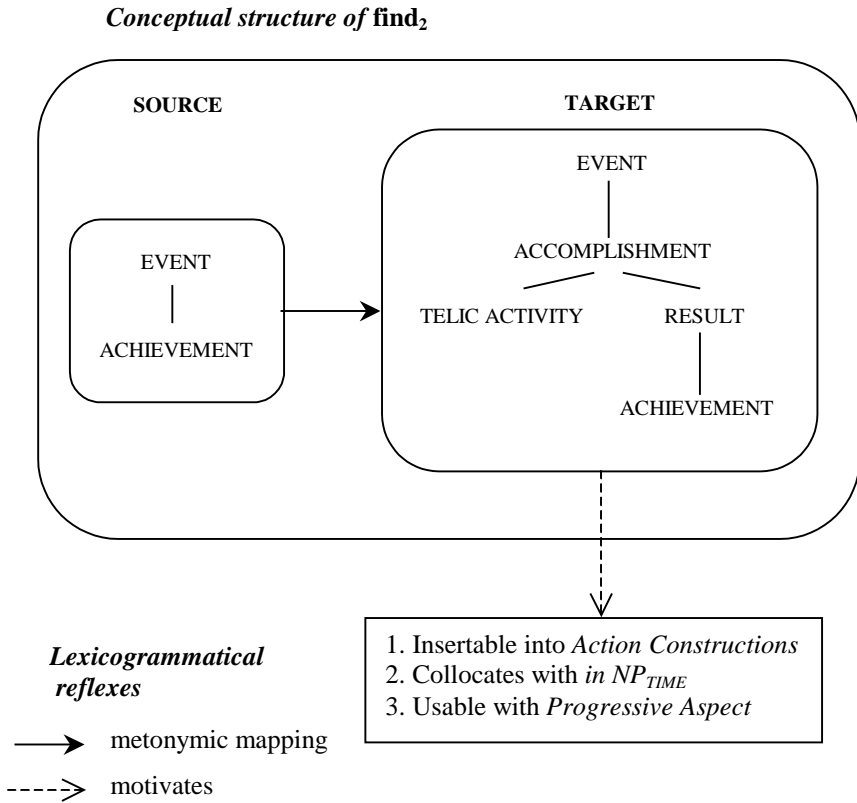 Conceptual structure of find2
SOURCE
TARGET
EVENT
ACHIEVEMENT
EVENT
ACCOMPLISHMENT
TELIC ACTIVITY RESULT
ACHIEVEMENT
1. Insertable into Action Constructions
2. Collocates with in NPTIME
3. Usable with Progressive Aspect
Lexicogrammatical
reflexes
metonymic mapping
motivates